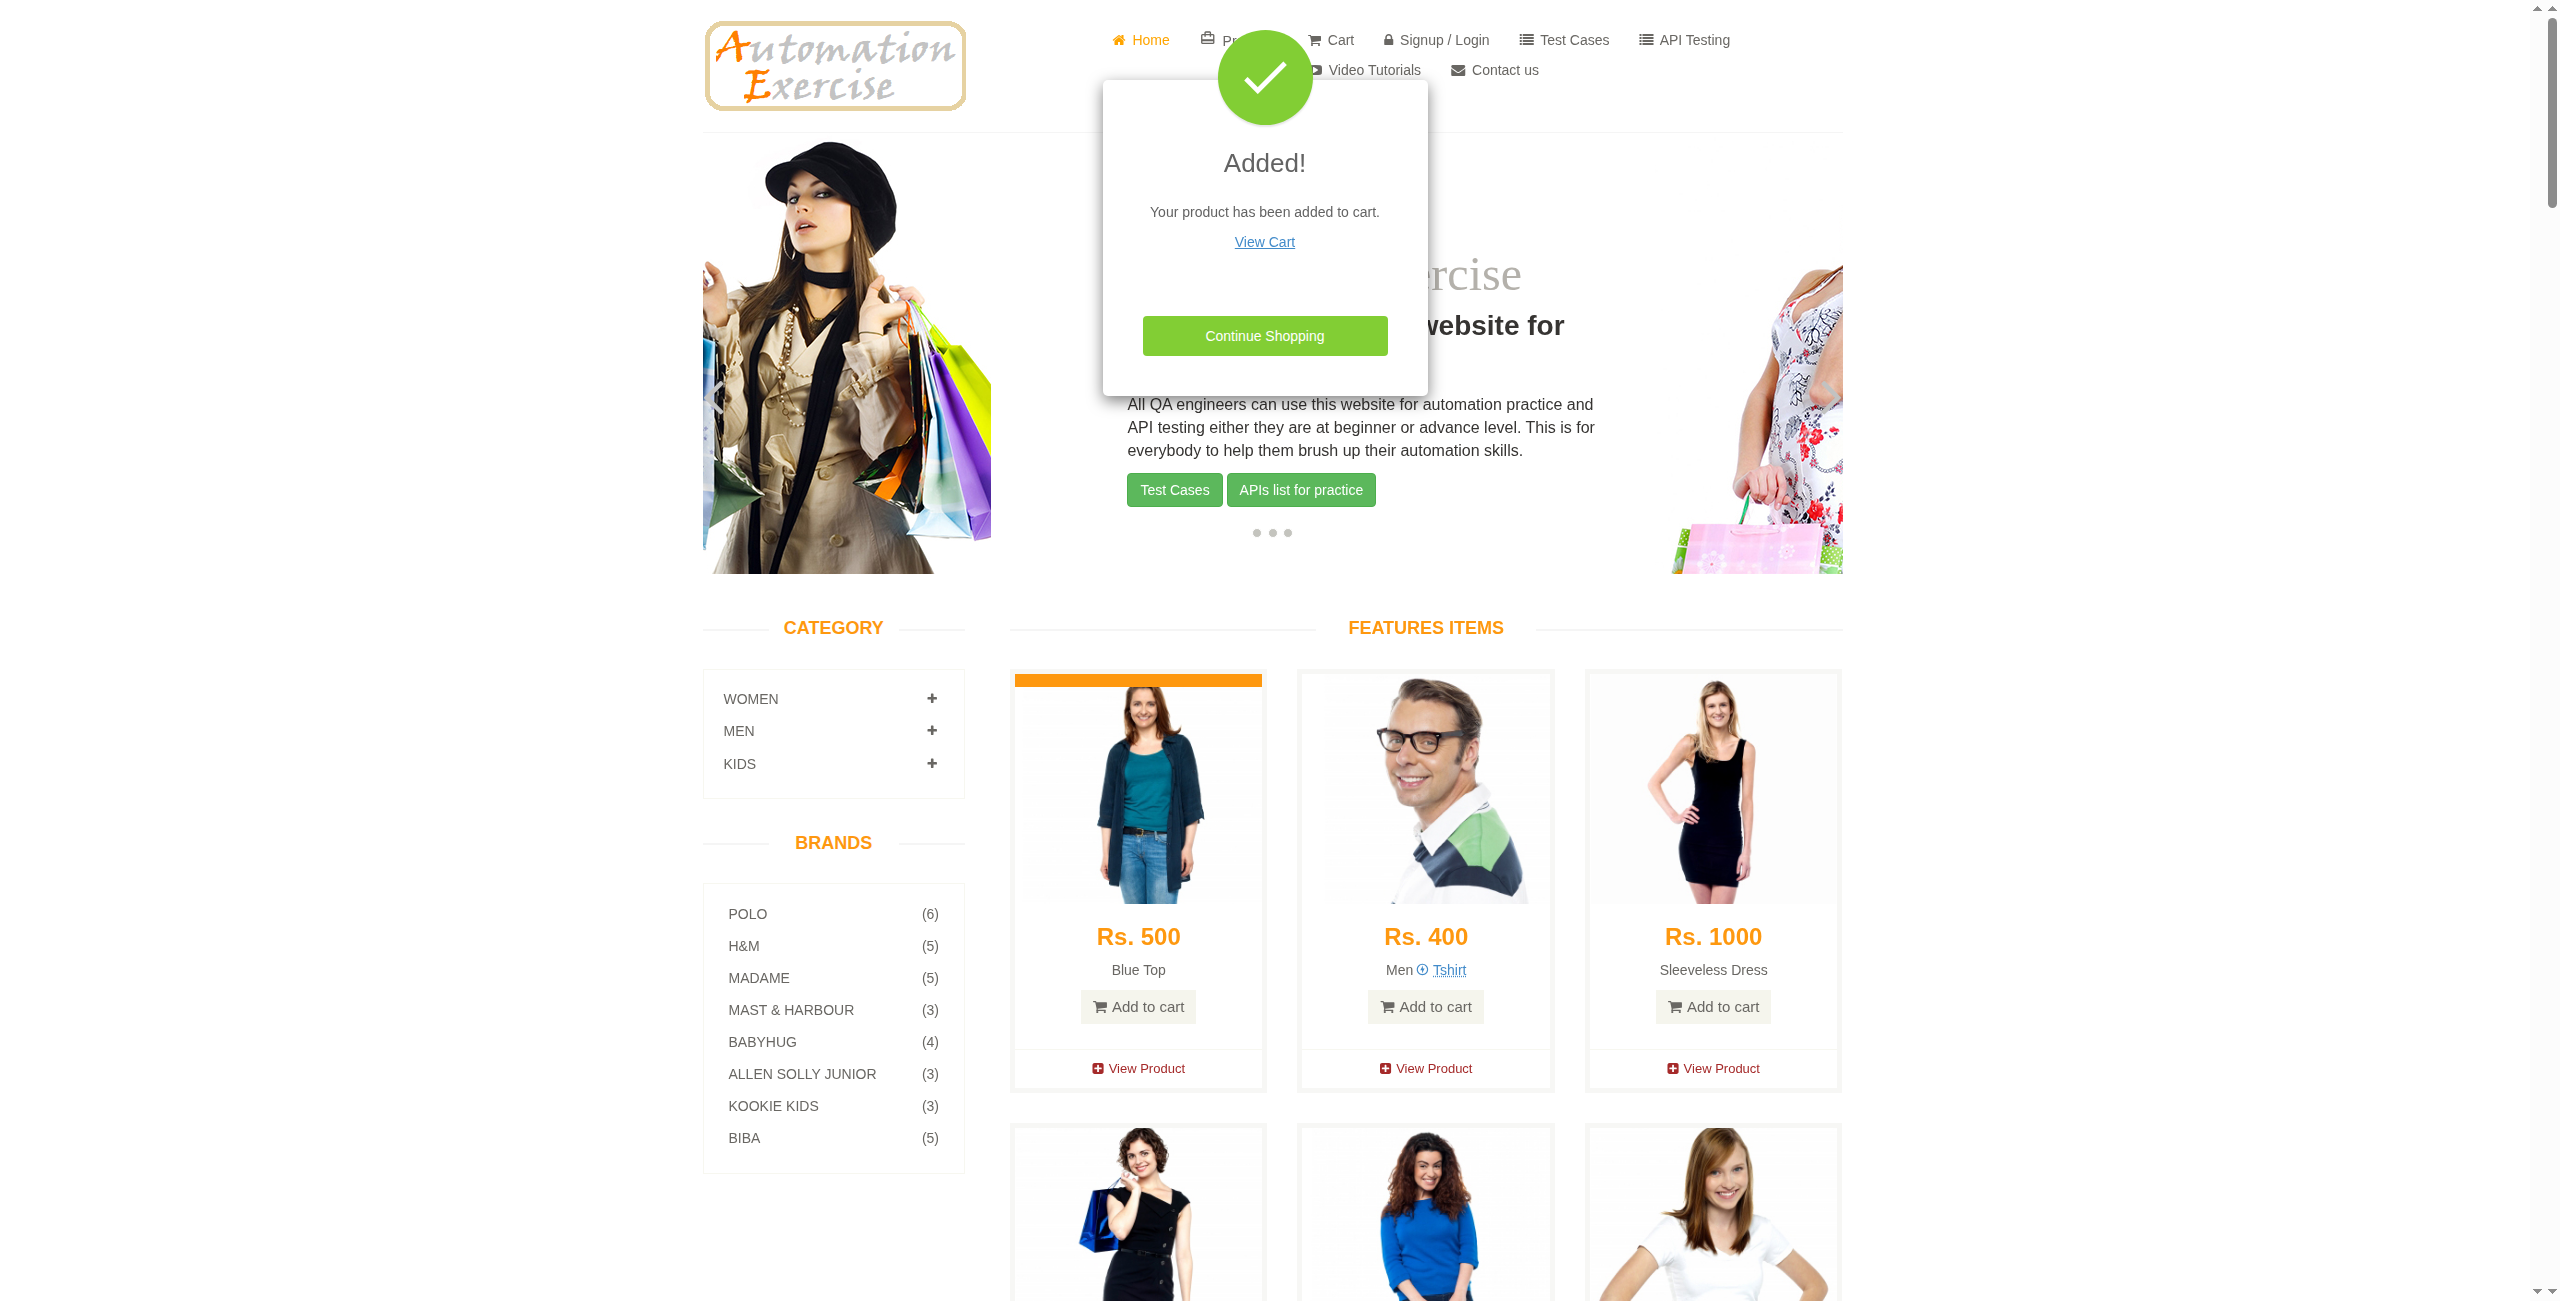 Automation
Exercise
Home
Cart
Signup / Login
Test Cases
API Testing
Video Tutorials
Contact us
Added!
Your product has been added to cart.
View Cart
Continue Shopping
ercise
website for
All QA engineers can use this website for automation practice and
API testing either they are at beginner or advance level. This is for
everybody to help them brush up their automation skills.
Test Cases
APIs list for practice
CATEGORY
WOMEN
MEN
KIDS
BRANDS
POLO (6)
H&M (5)
MADAME (5)
MAST & HARBOUR (3)
BABYHUG (4)
ALLEN SOLLY JUNIOR (3)
KOOKIE KIDS (3)
BIBA (5)
FEATURES ITEMS
Rs. 500
Blue Top
Add to cart
View Product
Rs. 400
Men Tshirt
Add to cart
View Product
Rs. 1000
Sleeveless Dress
Add to cart
View Product